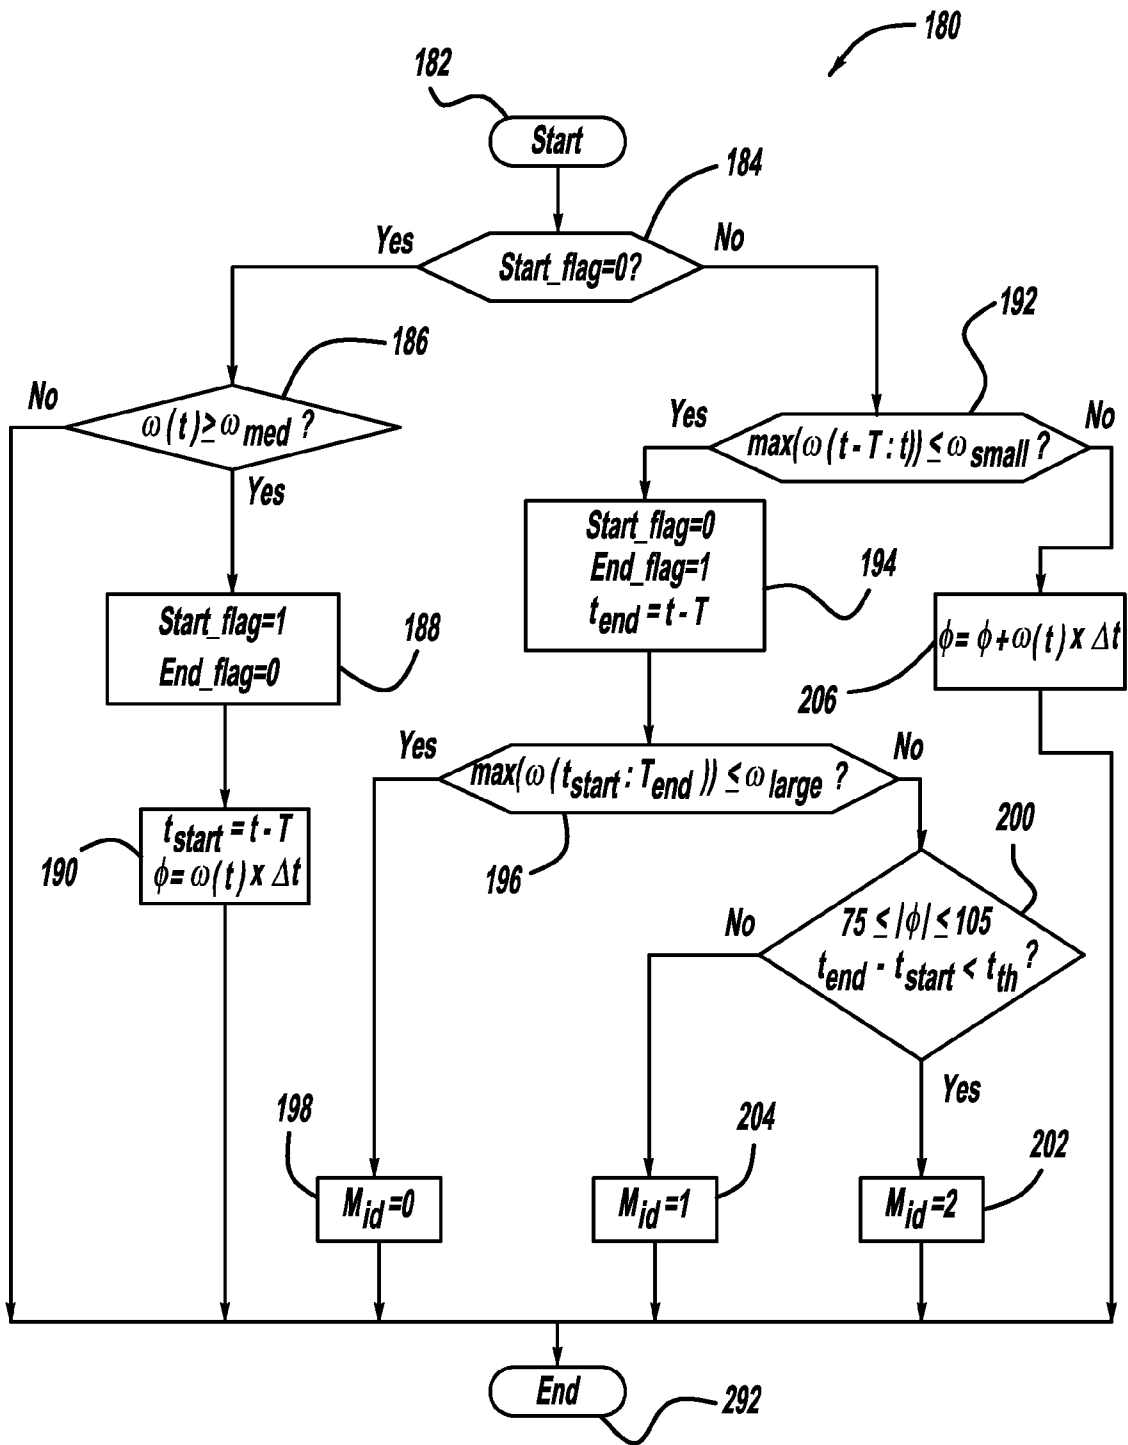 180
182
Start
184
Yes
No
Start_flag=0?
192
186
No
ω(t)≥ωmed ?
Yes
Yes
No
max(ω(t - T : t)) ≤ ωsmall ?
Start_flag=0
End_flag=1
tend = t - T
194
Start_flag=1
End_flag=0
188
ϕ= ϕ+ω(t) x Δt
206
Yes
No
max(ω(tstart : Tend )) ≤ ωlarge ?
196
tstart = t - T
ϕ= ω(t) x Δt
190
200
No
75 ≤ |ϕ| ≤ 105
tend - tstart < tth ?
Yes
198
204
202
Mid =0
Mid =1
Mid =2
End
292